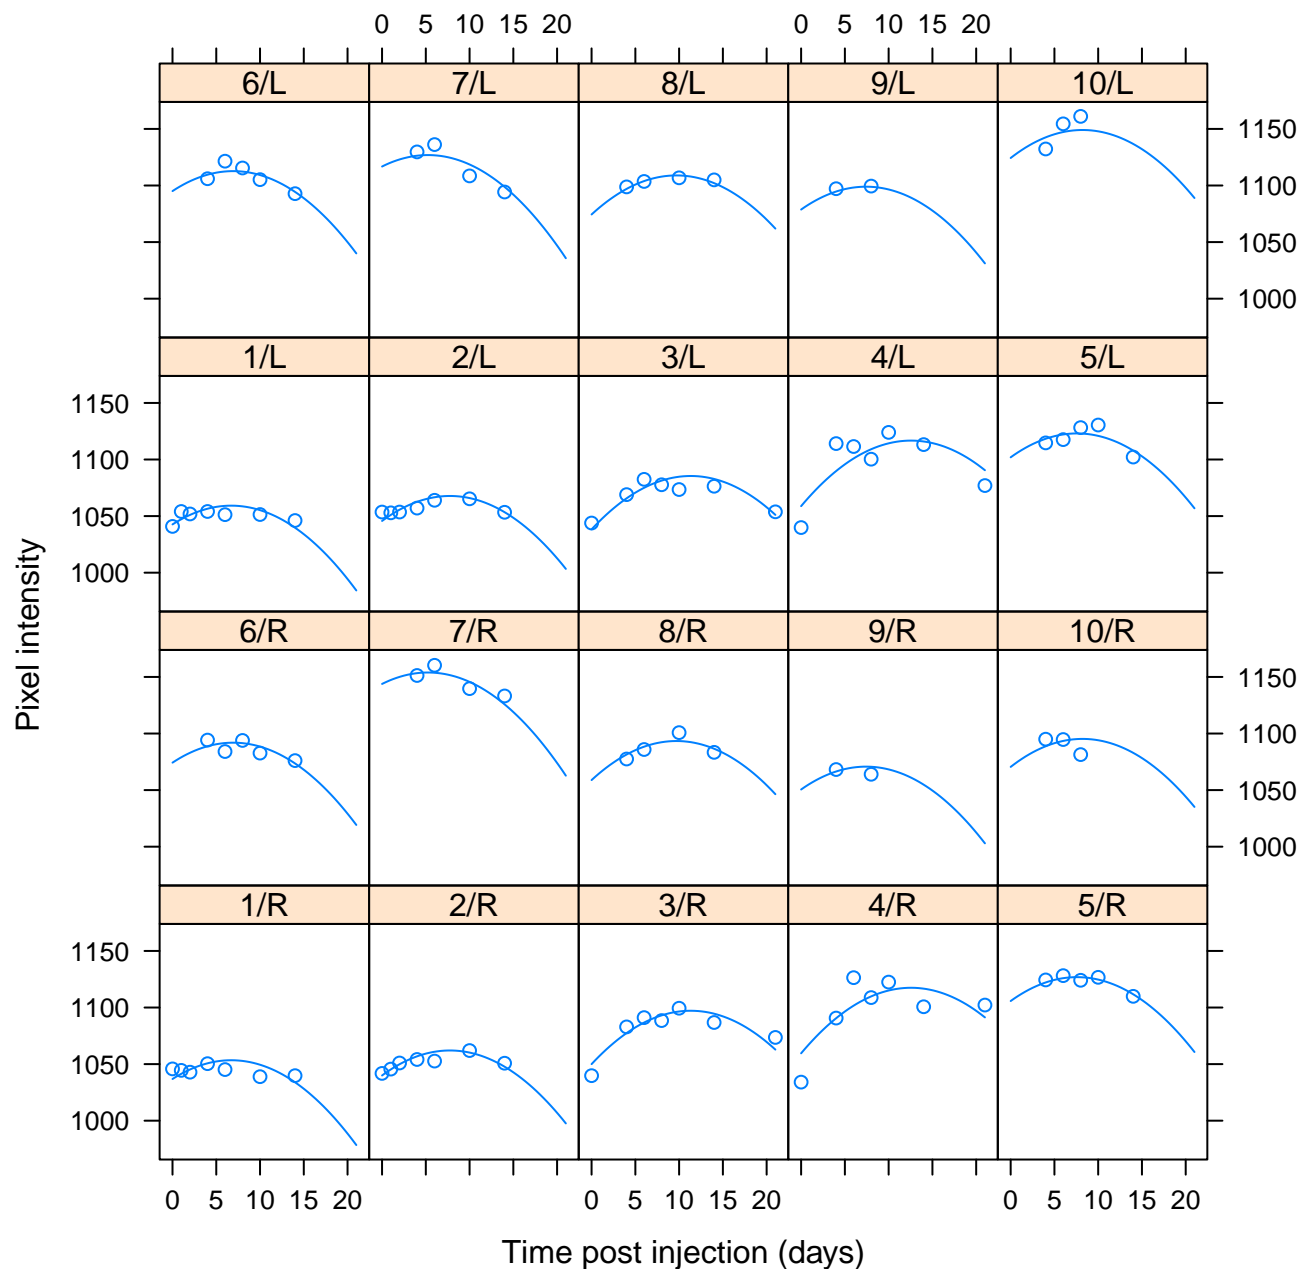 0 5 10 15 20 0 5 10 15 20
6/L 7/L 8/L 9/L 10/L
1150
1100
1050
1000
1/L 2/L 3/L 4/L 5/L
1150
1100
1050
1000
6/R 7/R 8/R 9/R 10/R
1150
1100
1050
1000
1/R 2/R 3/R 4/R 5/R
1150
1100
1050
1000
0 5 10 15 20 0 5 10 15 20 0 5 10 15 20
Pixel intensity
Time post injection (days)